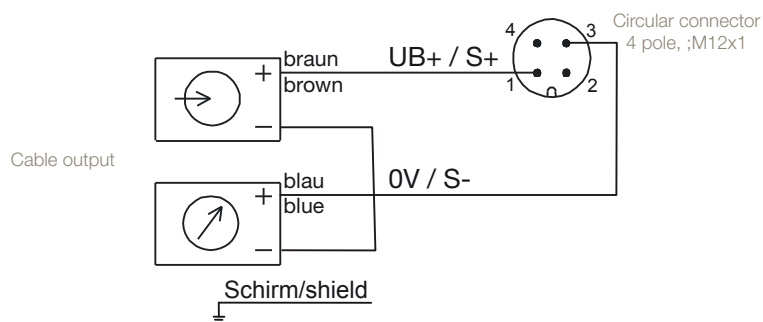 Circular connector
4 pole, ;M12x1
4
3
1
2
UB+ / S+
braun
brown
+
−
Cable output
0V / S-
blau
blue
+
−
Schirm/shield